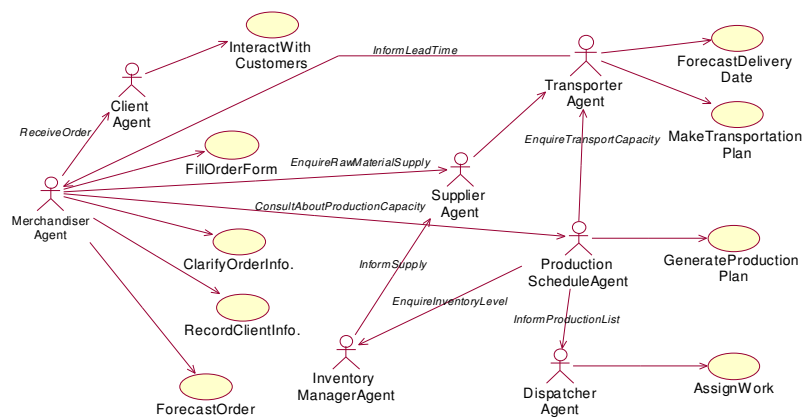 InteractWith
Customers
InformLeadTime
ForecastDelivery
Date
Client
Agent
Transporter
Agent
ReceiveOrder
EnquireTransportCapacity
MakeTransportation
Plan
FillOrderForm
EnquireRawMaterialSupply
Supplier
Agent
Merchandiser
Agent
ConsultAboutProductionCapacity
ClarifyOrderInfo.
InformSupply
Production
ScheduleAgent
GenerateProduction
Plan
RecordClientInfo.
EnquireInventoryLevel
InformProductionList
Inventory
ManagerAgent
ForecastOrder
Dispatcher
Agent
AssignWork